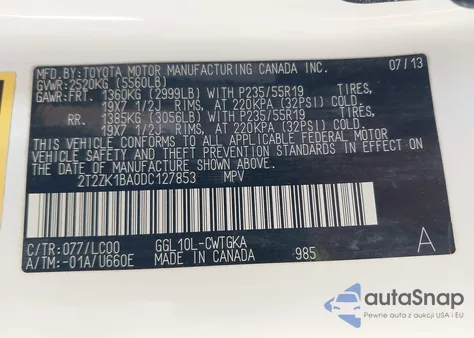 MFD.BY:TOYOTA MOTOR MANUFACTURING CANADA INC. 07/13
GVWR:2520KG (5560LB)
GAWR:FRT. 1360KG (2999LB) WITH P235/55R19 TIRES,
19X7 1/2J RIMS, AT 220KPA (32PSI) COLD.
RR. 1385KG (3056LB) WITH P235/55R19 TIRES,
19X7 1/2J RIMS, AT 220KPA (32PSI) COLD.
THIS VEHICLE CONFORMS TO ALL APPLICABLE FEDERAL MOTOR
VEHICLE SAFETY AND THEFT PREVENTION STANDARDS IN EFFECT ON
THE DATE OF MANUFACTURE SHOWN ABOVE.
2T2ZK1BA0DC127853 MPV
C/TR:077/LC00 GGL10L-CWTGKA A
A/TM:-01A/U660E MADE IN CANADA 985
autoSnap
Pewne auta z aukcji USA i EU